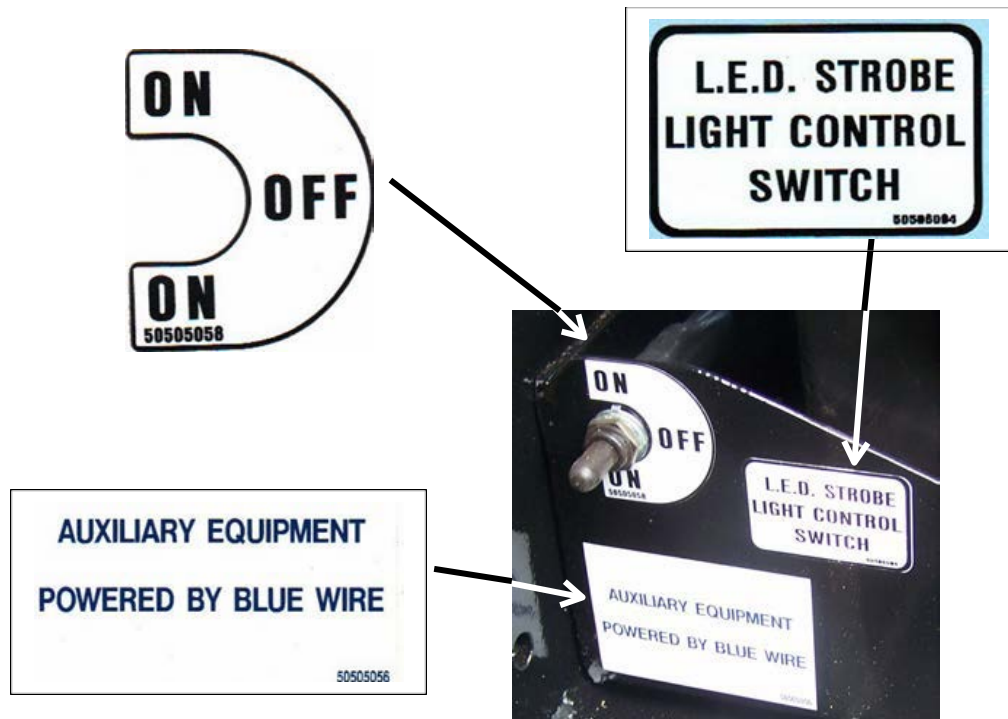 ON
OFF
ON
50505058
L.E.D. STROBE
LIGHT CONTROL
SWITCH
AUXILIARY EQUIPMENT
POWERED BY BLUE WIRE
50505056
ON
OFF
ON
50505058
L.E.D. STROBE
LIGHT CONTROL
SWITCH
AUXILIARY EQUIPMENT
POWERED BY BLUE WIRE